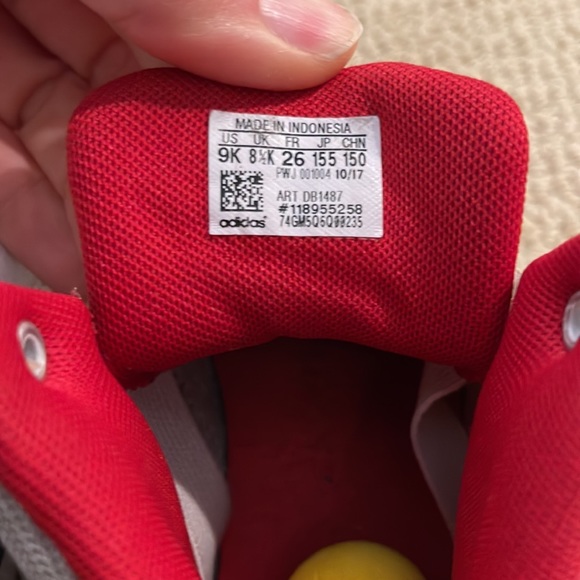 MADE IN INDONESIA
US UK FR JP CHN
9K 8½K 26 155 150
PWJ 001004 10/17
ART DB1487
#118955258
adidas